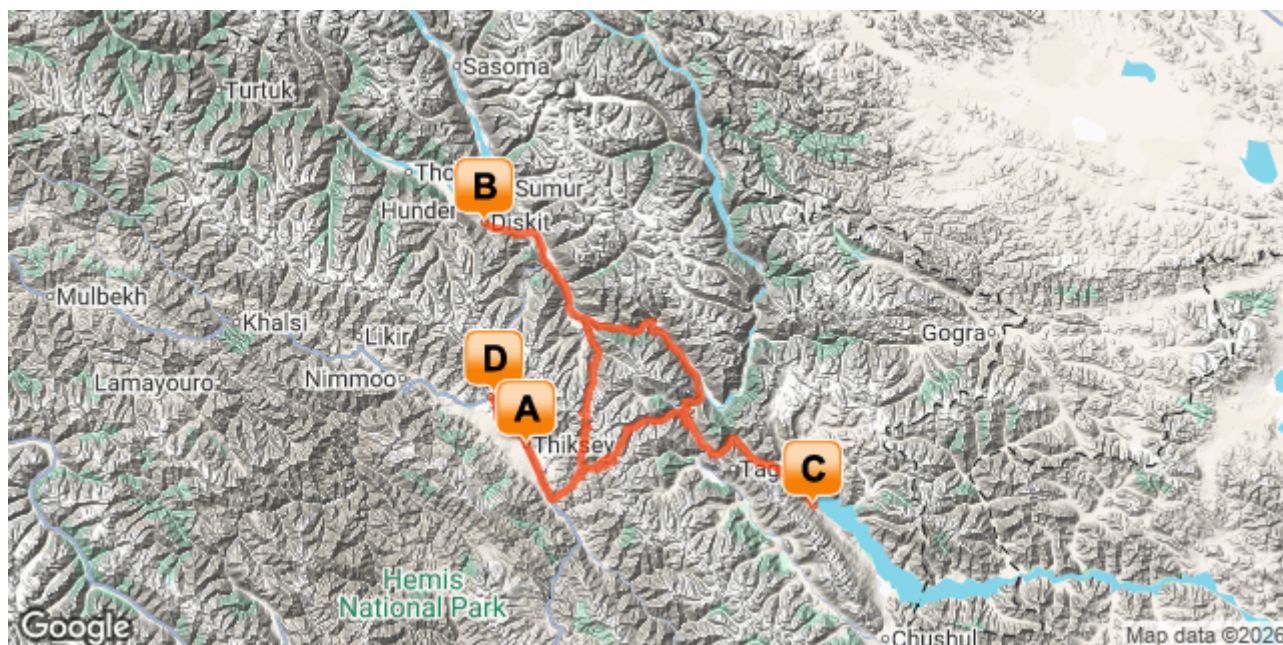 Sasoma
Turtuk
Tho
B
Sumur
Hunder
Diskit
Mulbekh
Khalsi
Likir
Gogra
D
Lamayouro
Nimmoo
A
Thiksey
Tag
C
Hemis
National Park
Google
Chushul
Map data ©2026